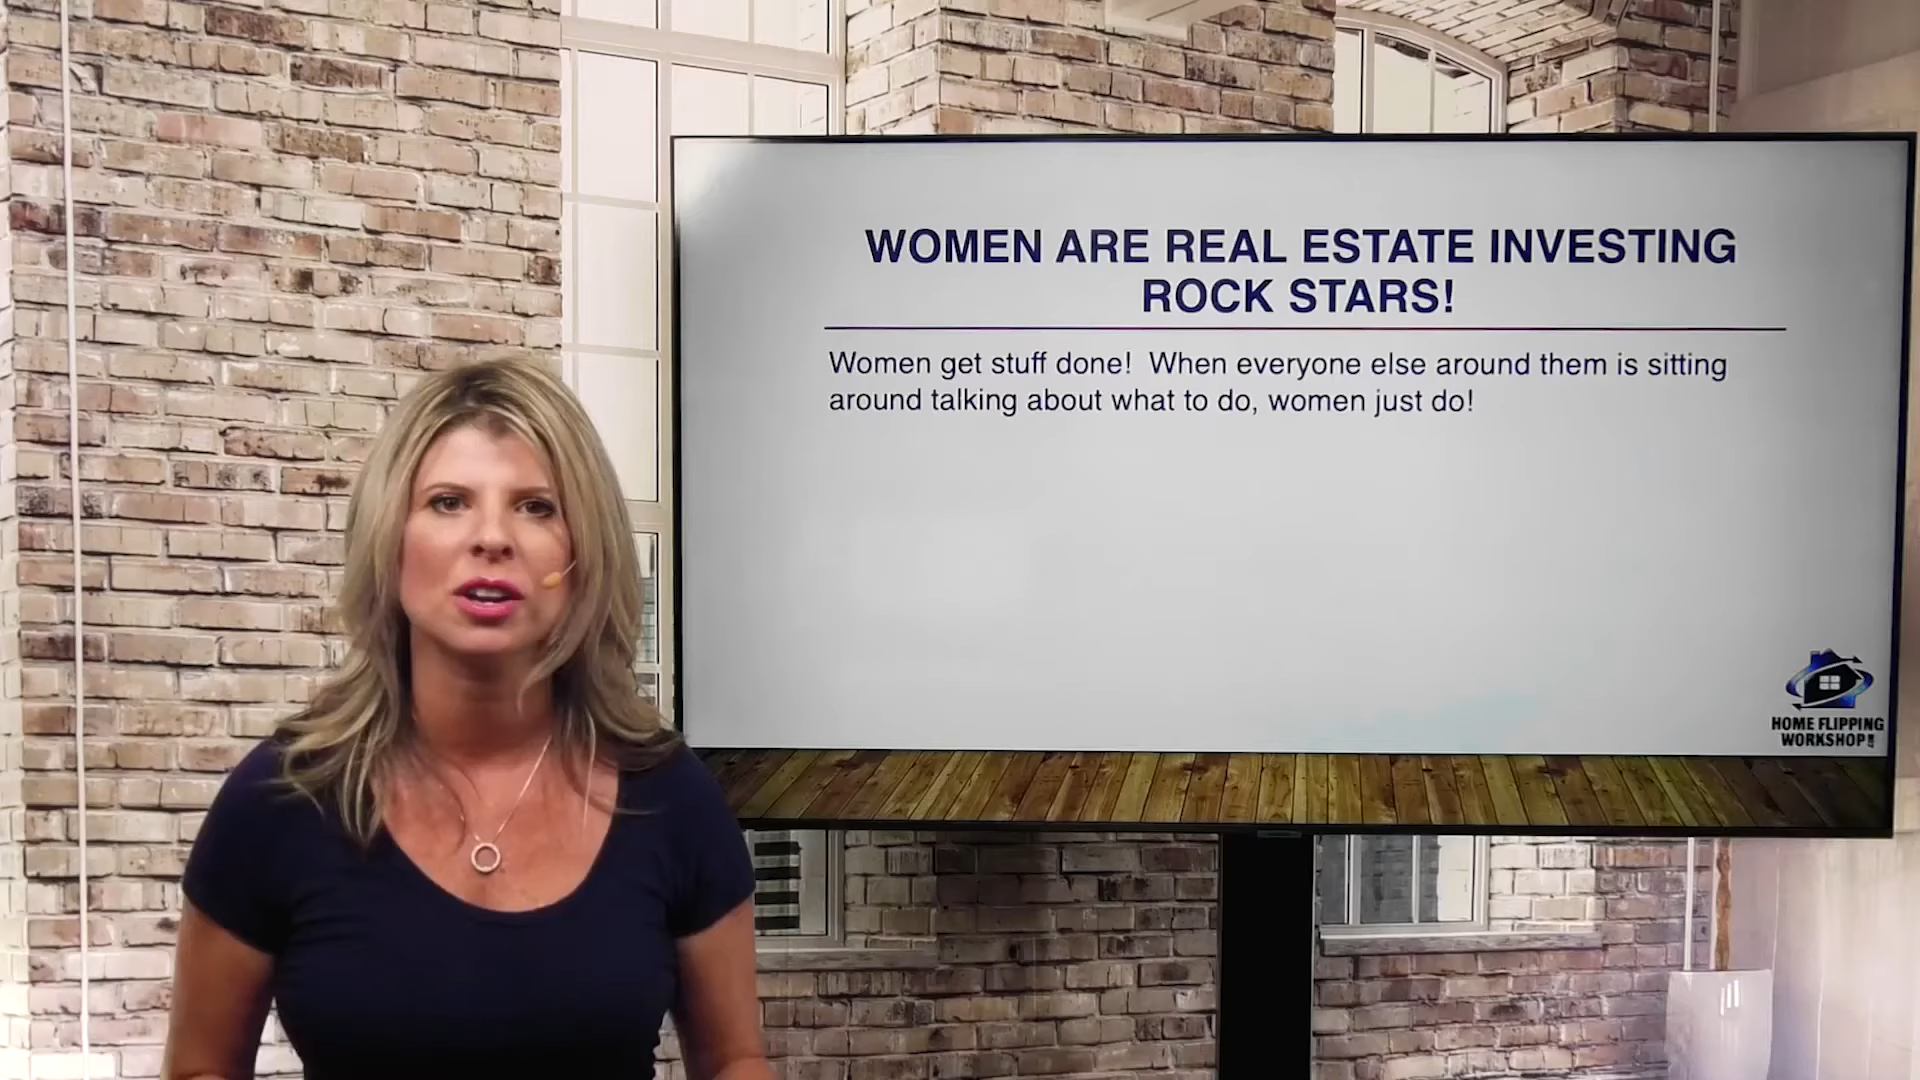 WOMEN ARE REAL ESTATE INVESTING
ROCK STARS!
Women get stuff done!  When everyone else around them is sitting
around talking about what to do, women just do!
HOME FLIPPING
WORKSHOP!